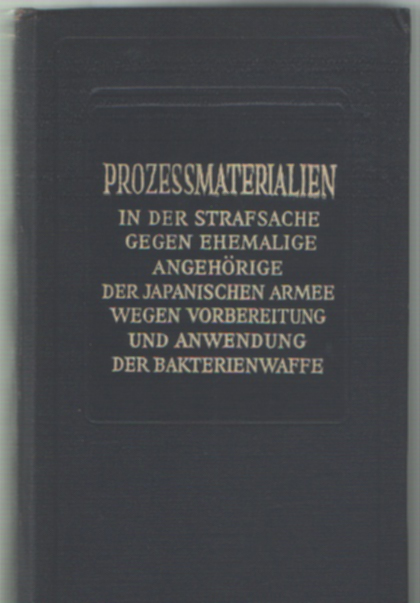 PROZESSMATERIALIEN
IN DER STRAFSACHE
GEGEN EHEMALIGE
ANGEHÖRIGE
DER JAPANISCHEN ARMEE
WEGEN VORBEREITUNG
UND ANWENDUNG
DER BAKTERIENWAFFE